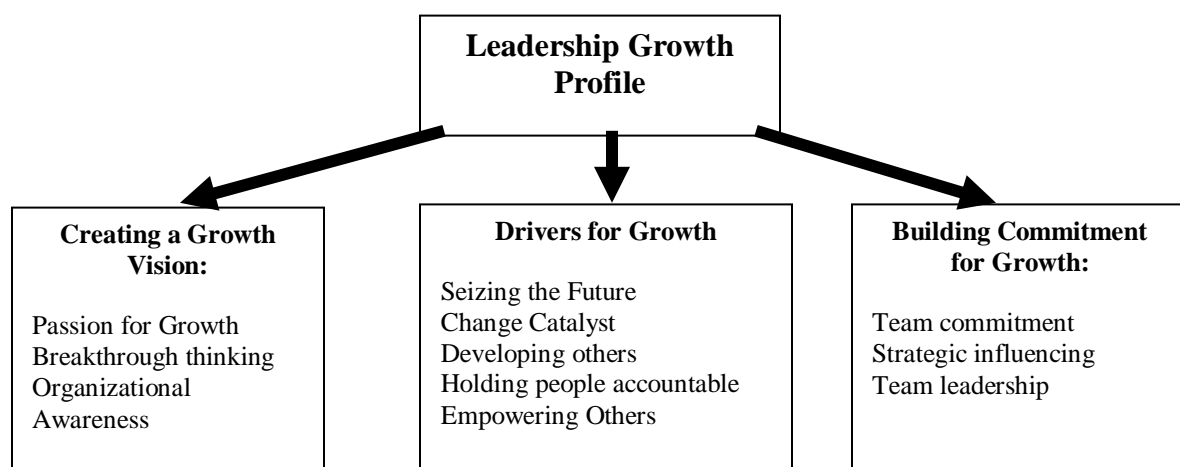 Leadership Growth
Profile
Creating a Growth
Vision:
Passion for Growth
Breakthrough thinking
Organizational
Awareness
Drivers for Growth
Seizing the Future
Change Catalyst
Developing others
Holding people accountable
Empowering Others
Building Commitment
for Growth:
Team commitment
Strategic influencing
Team leadership